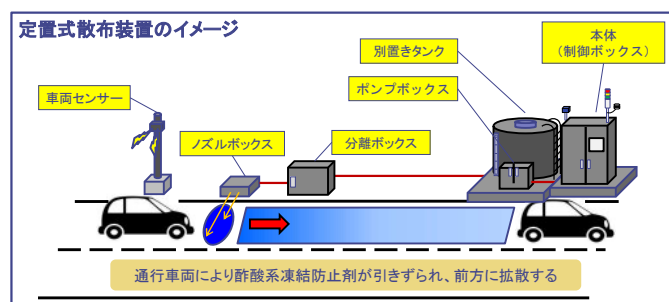 定置式散布装置のイメージ
本体
（制御ボックス）
別置きタンク
ポンプボックス
車両センサー
ノズルボックス
分離ボックス
通行車両により酢酸系凍結防止剤が引きずられ、前方に拡散する